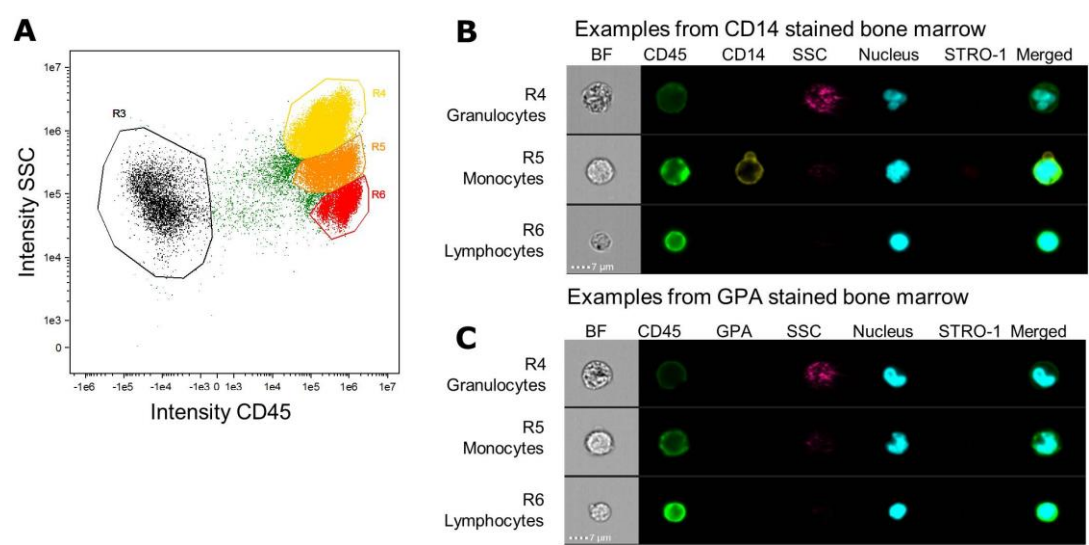 A
Intensity SSC
1e7
1e6
1e5
1e4
1e3
0
R3
R4
R5
R6
-1e6 -1e5 -1e4 -1e3 0 1e3 1e4 1e5 1e6 1e7
Intensity CD45
B
Examples from CD14 stained bone marrow
BF CD45 CD14 SSC Nucleus STRO-1 Merged
R4
Granulocytes
R5
Monocytes
R6
Lymphocytes
7 µm
Examples from GPA stained bone marrow
C
BF CD45 GPA SSC Nucleus STRO-1 Merged
R4
Granulocytes
R5
Monocytes
R6
Lymphocytes
7 µm